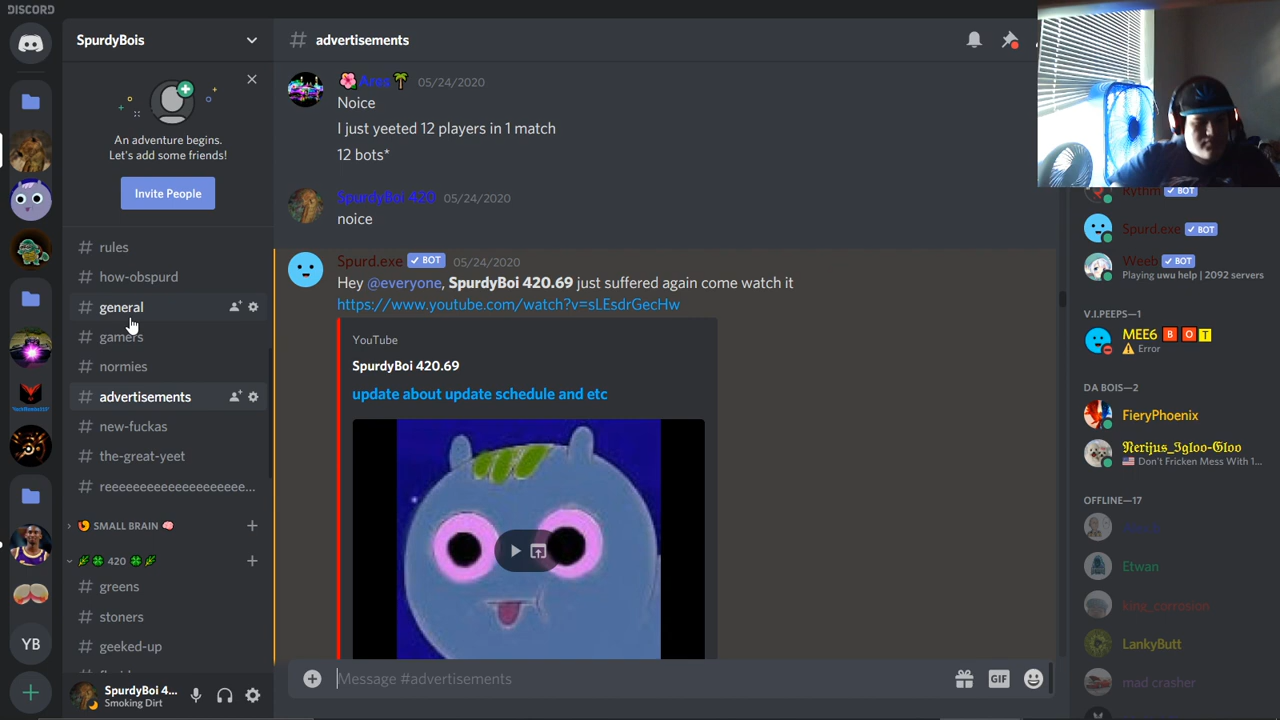 DISCORD
SpurdyBois
# advertisements
An adventure begins.
Let's add some friends!
Invite People
# rules
# how-obspurd
# general
# gamers
# normies
# advertisements
# new-fuckas
# the-great-yeet
# reeeeeeeeeeeeeeeeeeee...
SMALL BRAIN
420
# greens
# stoners
# geeked-up
YB
SpurdyBoi 4...
Smoking Dirt
Aros 05/24/2020
Noice
I just yeeted 12 players in 1 match
12 bots*
SpurdyBoi 420 05/24/2020
noice
Spurd.exe BOT 05/24/2020
Hey @everyone, SpurdyBoi 420.69 just suffered again come watch it
https://www.youtube.com/watch?v=sLEsdrGecHw
YouTube
SpurdyBoi 420.69
update about update schedule and etc
Message #advertisements
GIF
Rythm BOT
Spurd.exe BOT
Weeb BOT
Playing uwu help | 2092 servers
V.I.PEEPS—1
MEE6 B O T
Error
DA BOIS—2
FieryPhoenix
𝕹𝖊𝖗𝖎𝖏𝖚𝖘_𝕴𝖌𝖑𝖔𝖔-𝕲𝖑𝖔𝖔
Don't Fricken Mess With 1...
OFFLINE—17
Etwan
king_corrosion
LankyButt
mad crasher